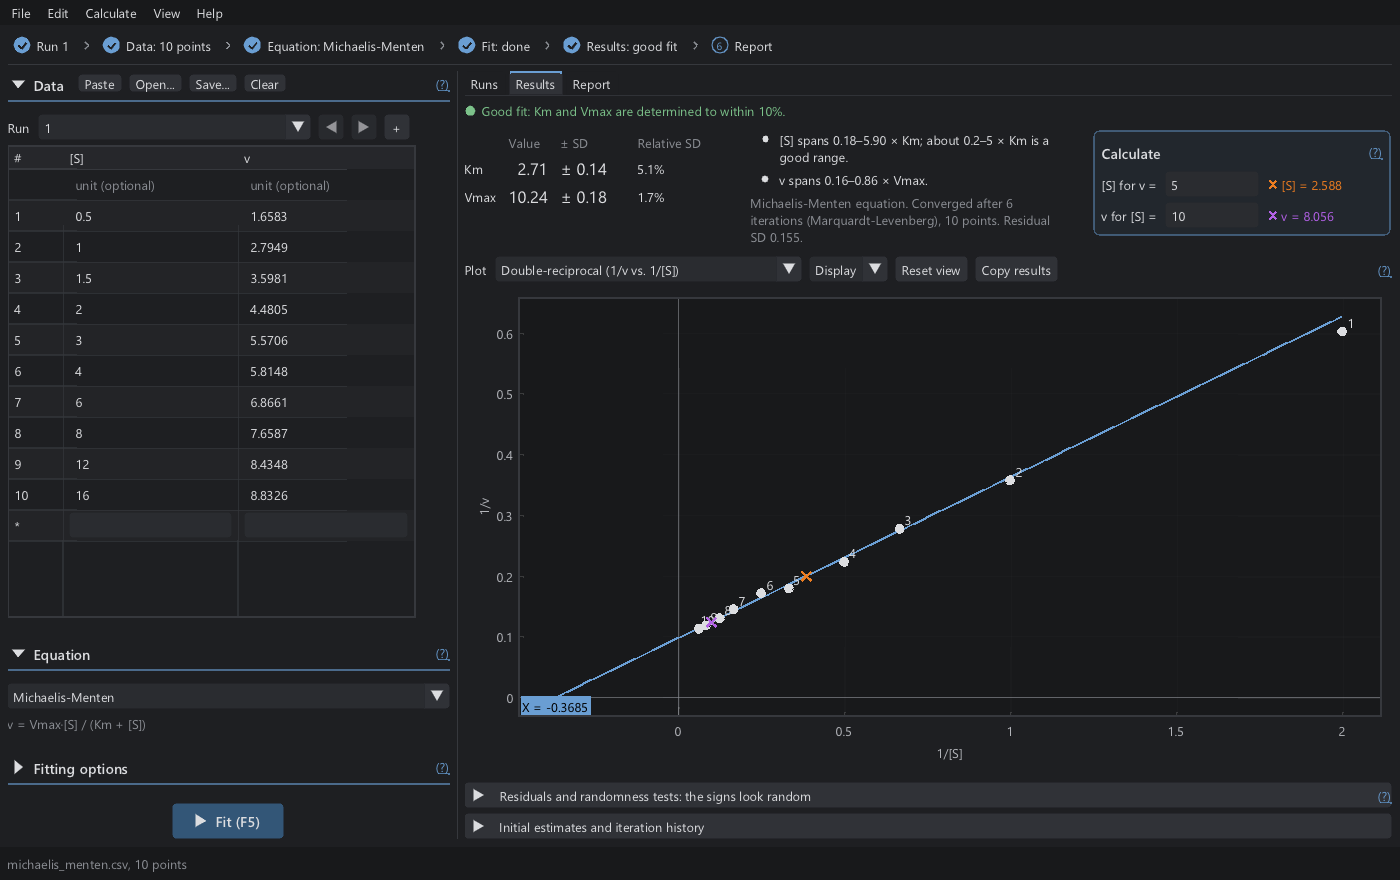 File Edit Calculate View Help
Run 1 > Data: 10 points > Equation: Michaelis-Menten > Fit: done > Results: good fit > 6 Report
Data Paste Open... Save... Clear (?)
Run 1 +
# [S] v
unit (optional) unit (optional)
1 0.5 1.6583
2 1 2.7949
3 1.5 3.5981
4 2 4.4805
5 3 5.5706
6 4 5.8148
7 6 6.8661
8 8 7.6587
9 12 8.4348
10 16 8.8326
*
Equation (?)
Michaelis-Menten
v = Vmax·[S] / (Km + [S])
Fitting options (?)
Fit (F5)
Runs Results Report
Good fit: Km and Vmax are determined to within 10%.
Value ± SD Relative SD
Km 2.71 ± 0.14 5.1%
Vmax 10.24 ± 0.18 1.7%
• [S] spans 0.18–5.90 × Km; about 0.2–5 × Km is a
good range.
• v spans 0.16–0.86 × Vmax.
Michaelis-Menten equation. Converged after 6
iterations (Marquardt-Levenberg), 10 points. Residual
SD 0.155.
Calculate (?)
[S] for v = 5 × [S] = 2.588
v for [S] = 10 × v = 8.056
Plot Double-reciprocal (1/v vs. 1/[S]) Display Reset view Copy results (?)
0.6
0.5
0.4
0.3
0.2
0.1
0
1/v
1
2
3
4
5
6
7
8
X = -0.3685
0 0.5 1 1.5 2
1/[S]
Residuals and randomness tests: the signs look random (?)
Initial estimates and iteration history
michaelis_menten.csv, 10 points